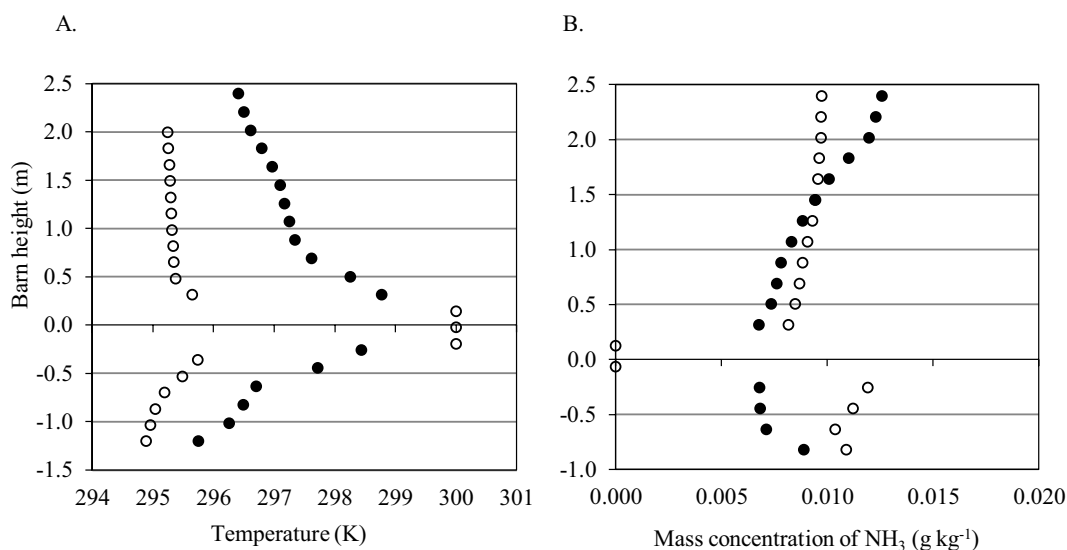 A.
B.
2.5
2.0
1.5
1.0
0.5
0.0
-0.5
-1.0
-1.5
294 295 296 297 298 299 300 301
Barn height (m)
Temperature (K)
2.5
2.0
1.5
1.0
0.5
0.0
-0.5
-1.0
0.000 0.005 0.010 0.015 0.020
Mass concentration of NH₃ (g kg⁻¹)